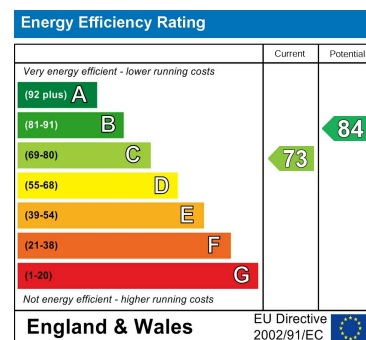 Energy Efficiency Rating
Current Potential
Very energy efficient - lower running costs
(92 plus) A
(81-91) B
84
(69-80) C
73
(55-68) D
(39-54) E
(21-38) F
(1-20) G
Not energy efficient - higher running costs
England & Wales
EU Directive
2002/91/EC